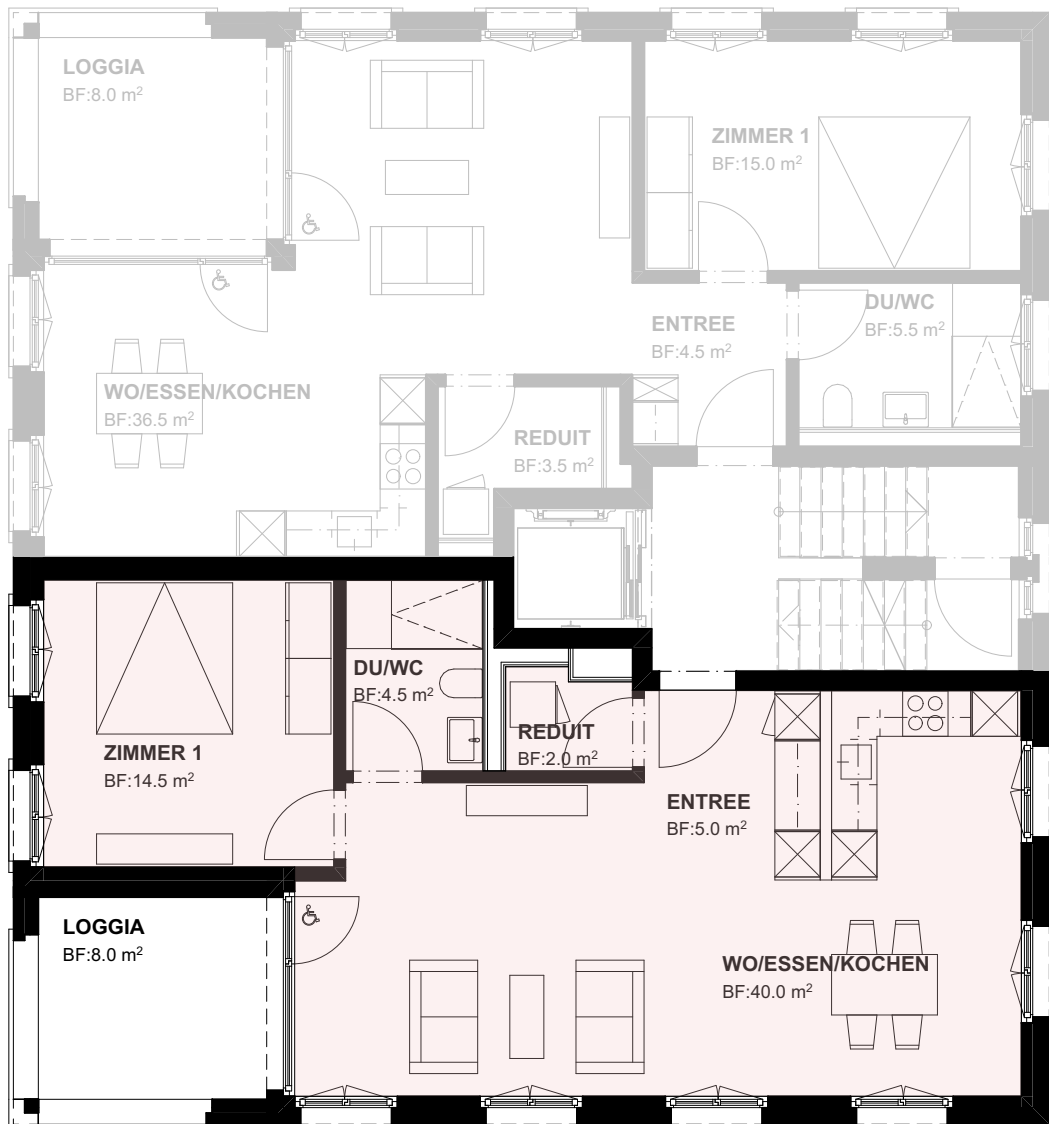 LOGGIA
BF:8.0 m²
ZIMMER 1
BF:15.0 m²
ENTREE
BF:4.5 m²
DU/WC
BF:5.5 m²
WO/ESSEN/KOCHEN
BF:36.5 m²
REDUIT
BF:3.5 m²
ZIMMER 1
BF:14.5 m²
DU/WC
BF:4.5 m²
REDUIT
BF:2.0 m²
ENTREE
BF:5.0 m²
LOGGIA
BF:8.0 m²
WO/ESSEN/KOCHEN
BF:40.0 m²